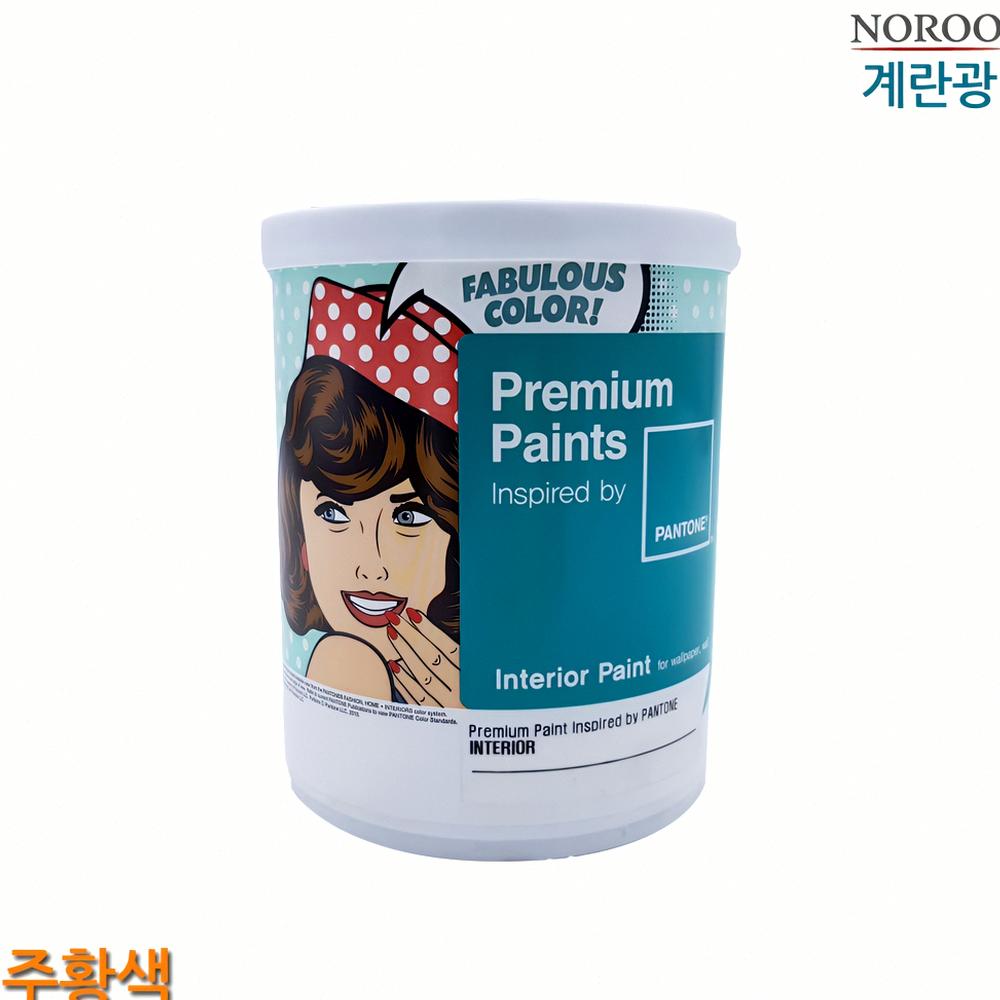 NOROO
계란광
FABULOUS
COLOR!
Premium
Paints
Inspired by
PANTONE®
Interior Paint for wallpaper,
Premium Paint Inspired by PANTONE
INTERIOR
주황색